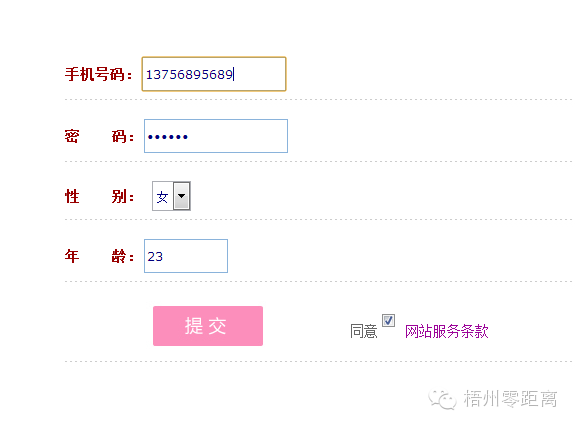 手机号码：13756895689
密 码：••••••
性 别：女
年 龄：23
提 交 同意 网站服务条款
梧州零距离